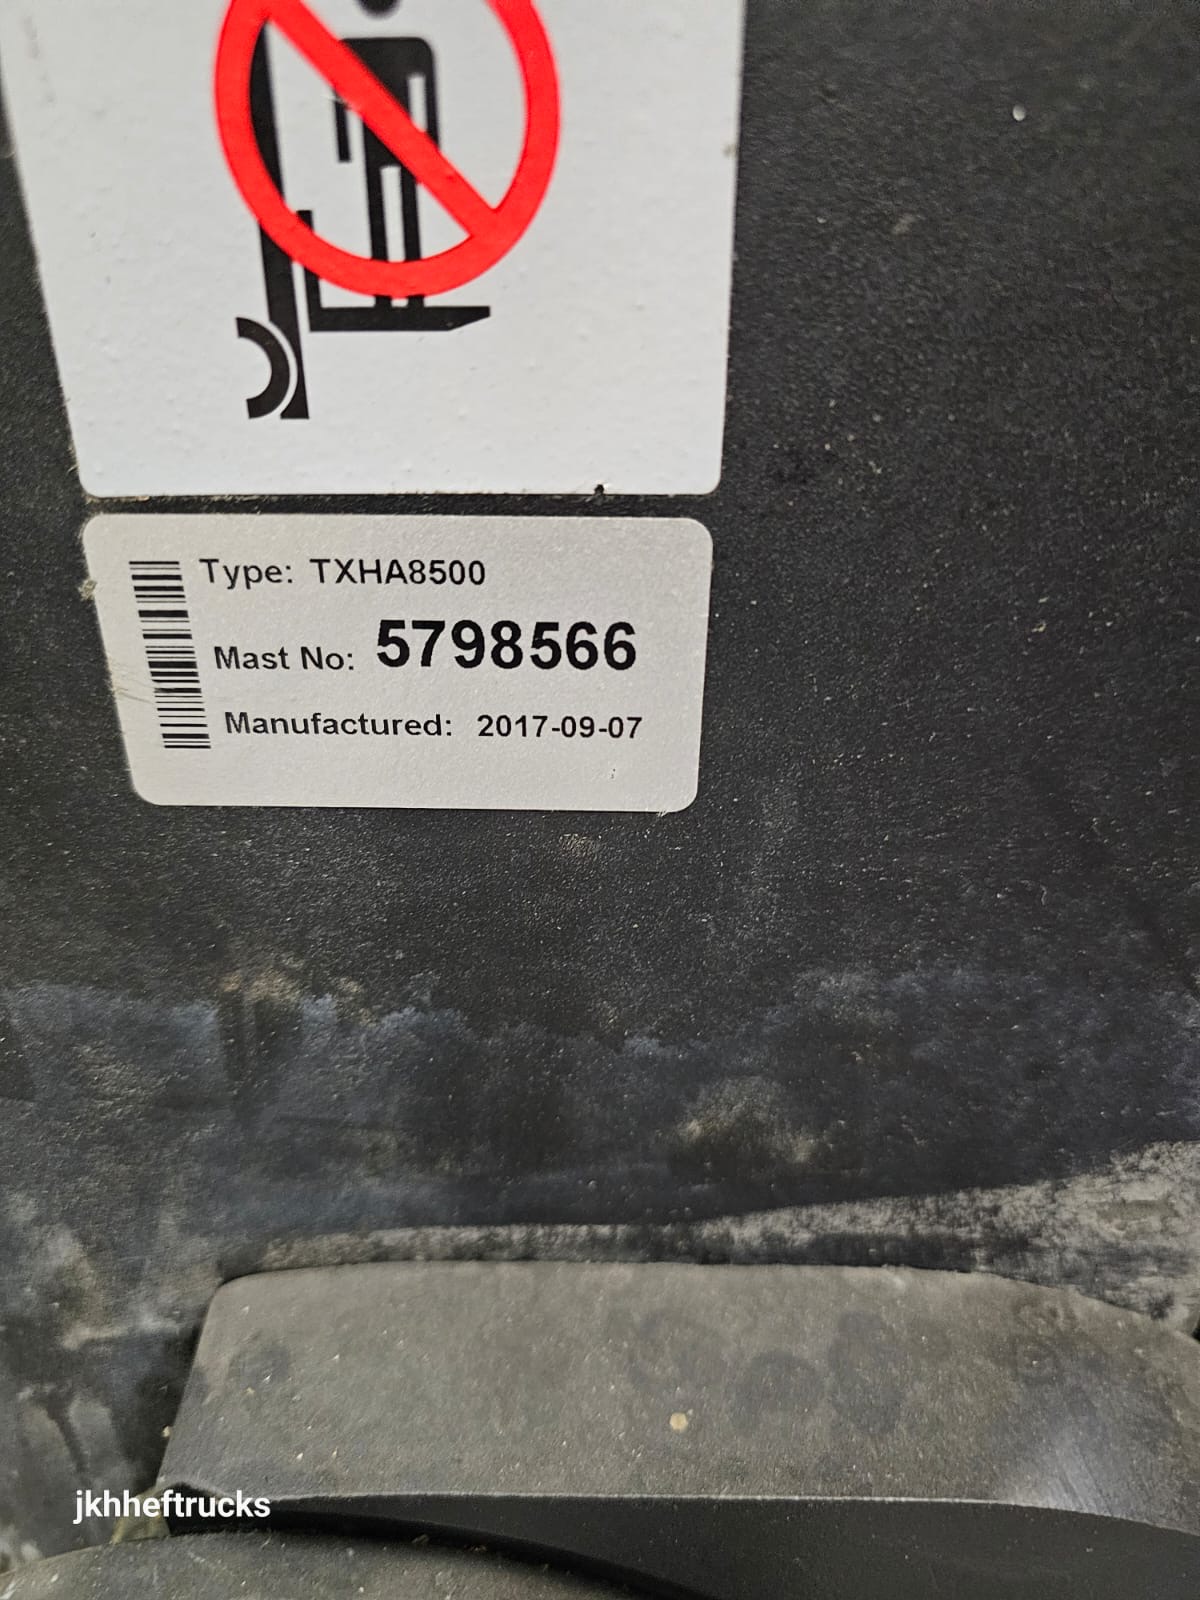 Type: TXHA8500
Mast No: 5798566
Manufactured: 2017-09-07
jkhheftrucks